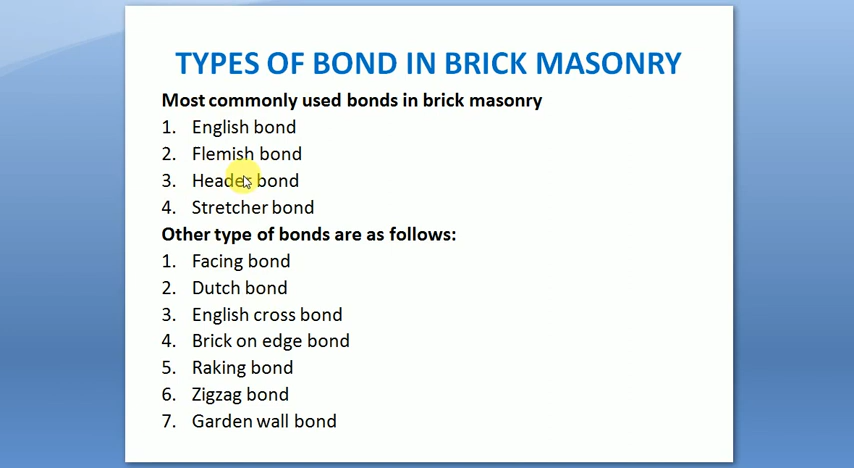 TYPES OF BOND IN BRICK MASONRY
Most commonly used bonds in brick masonry
1. English bond
2. Flemish bond
3. Header bond
4. Stretcher bond
Other type of bonds are as follows:
1. Facing bond
2. Dutch bond
3. English cross bond
4. Brick on edge bond
5. Raking bond
6. Zigzag bond
7. Garden wall bond